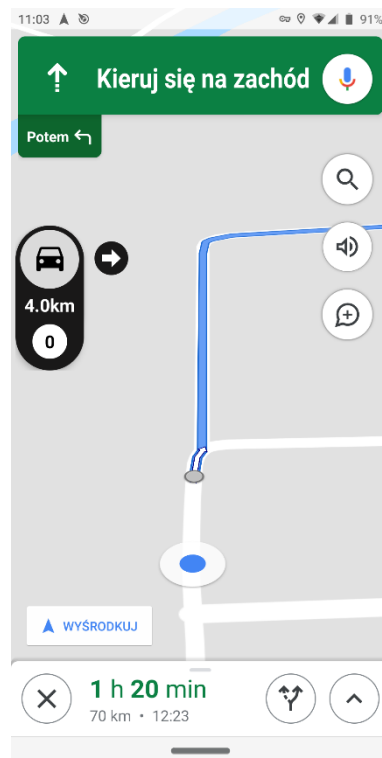 11:03 91%
Kieruj się na zachód
Potem
4.0km
0
WYŚRODKUJ
1 h 20 min
70 km • 12:23